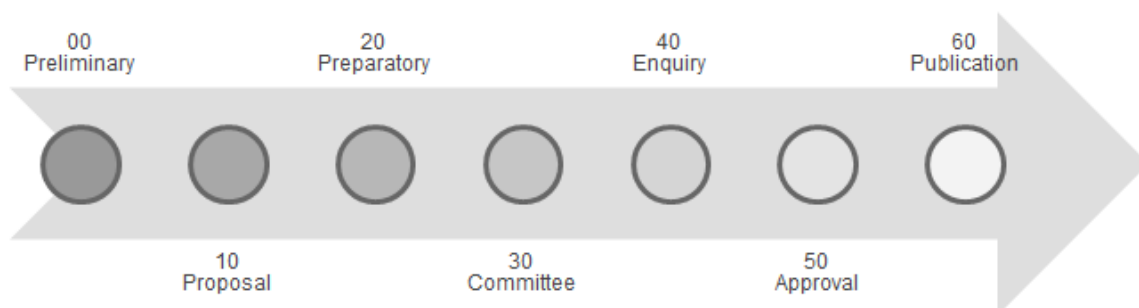 00
Preliminary
20
Preparatory
40
Enquiry
60
Publication
10
Proposal
30
Committee
50
Approval